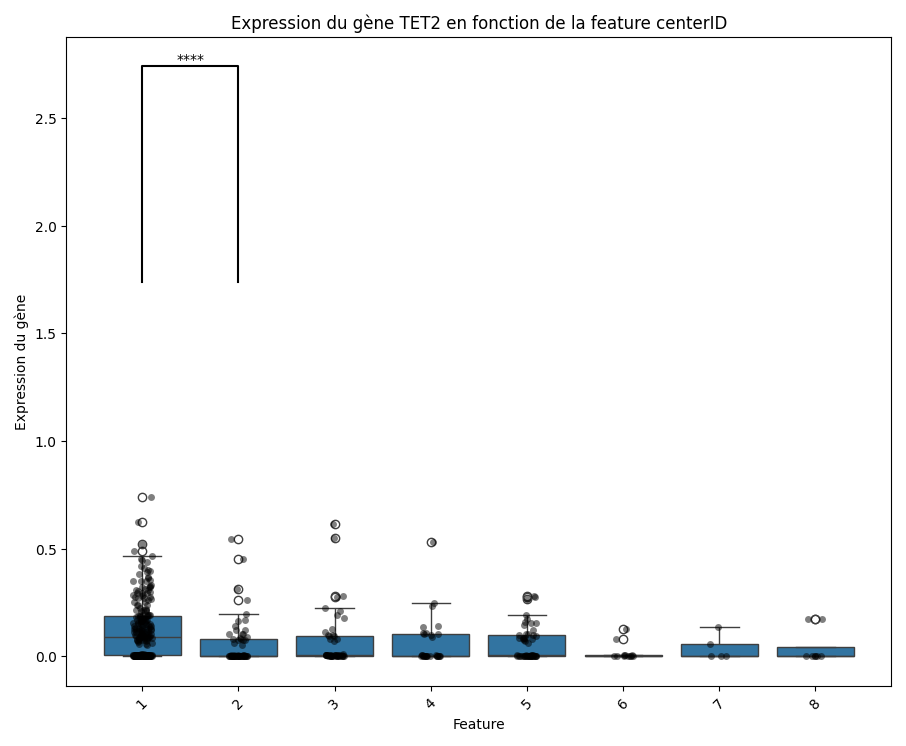 Expression du gène TET2 en fonction de la feature centerID
****
2.5
2.0
1.5
1.0
0.5
0.0
Expression du gène
1 2 3 4 5 6 7 8
Feature